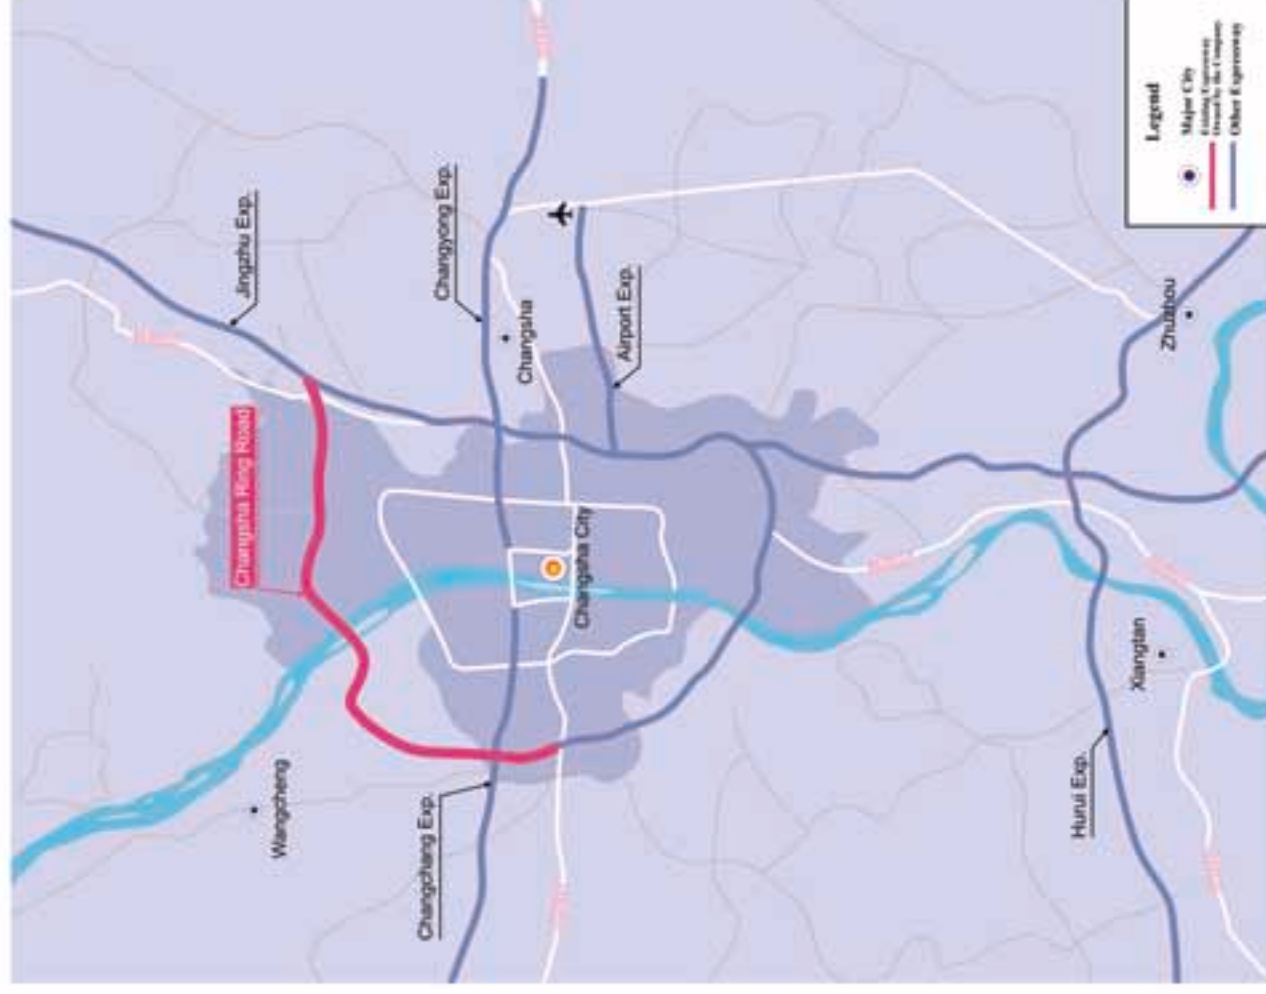 Changsha Ring Road
Jingzhu Exp.
Changyong Exp.
Changsha
Airport Exp.
Changsha City
Wangcheng
Changchang Exp.
Zhuzhou
Xiangtan
Hurui Exp.
Legend
Major City
Existing Expressway
Owned by the Company
Other Expressway